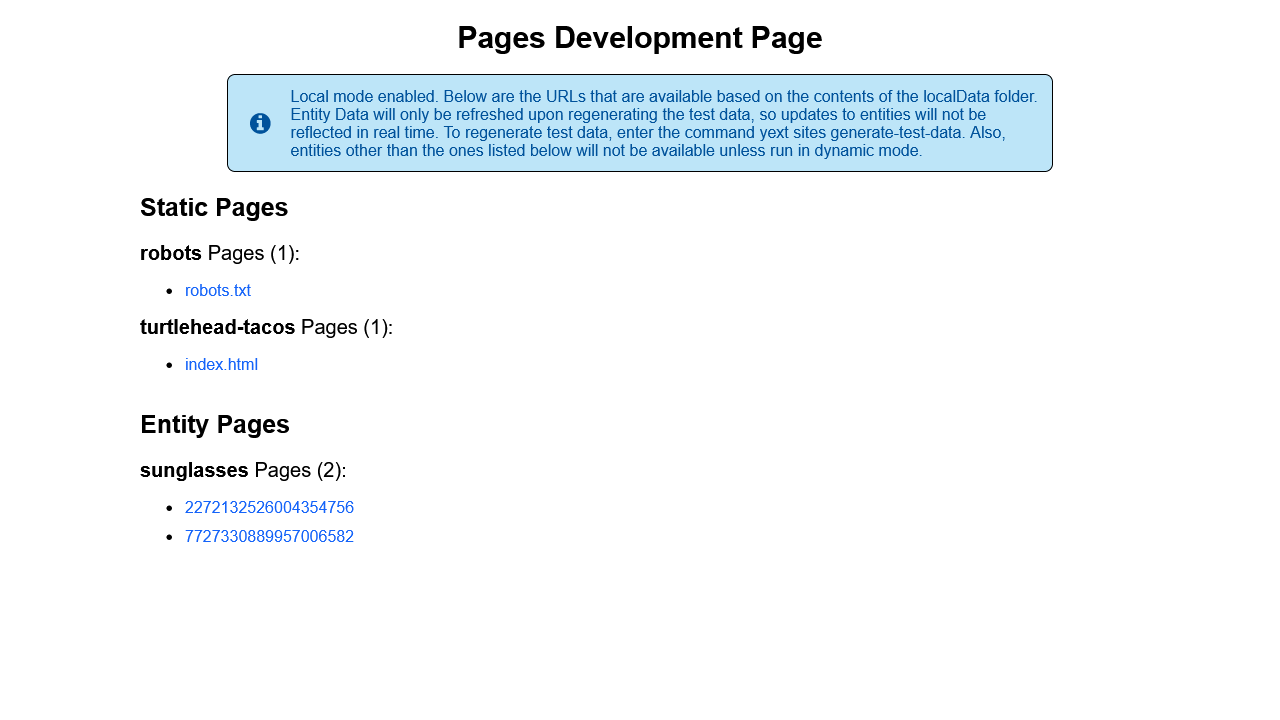 Pages Development Page
Local mode enabled. Below are the URLs that are available based on the contents of the localData folder.
Entity Data will only be refreshed upon regenerating the test data, so updates to entities will not be
reflected in real time. To regenerate test data, enter the command yext sites generate-test-data. Also,
entities other than the ones listed below will not be available unless run in dynamic mode.
Static Pages
robots Pages (1):
robots.txt
turtlehead-tacos Pages (1):
index.html
Entity Pages
sunglasses Pages (2):
2272132526004354756
7727330889957006582